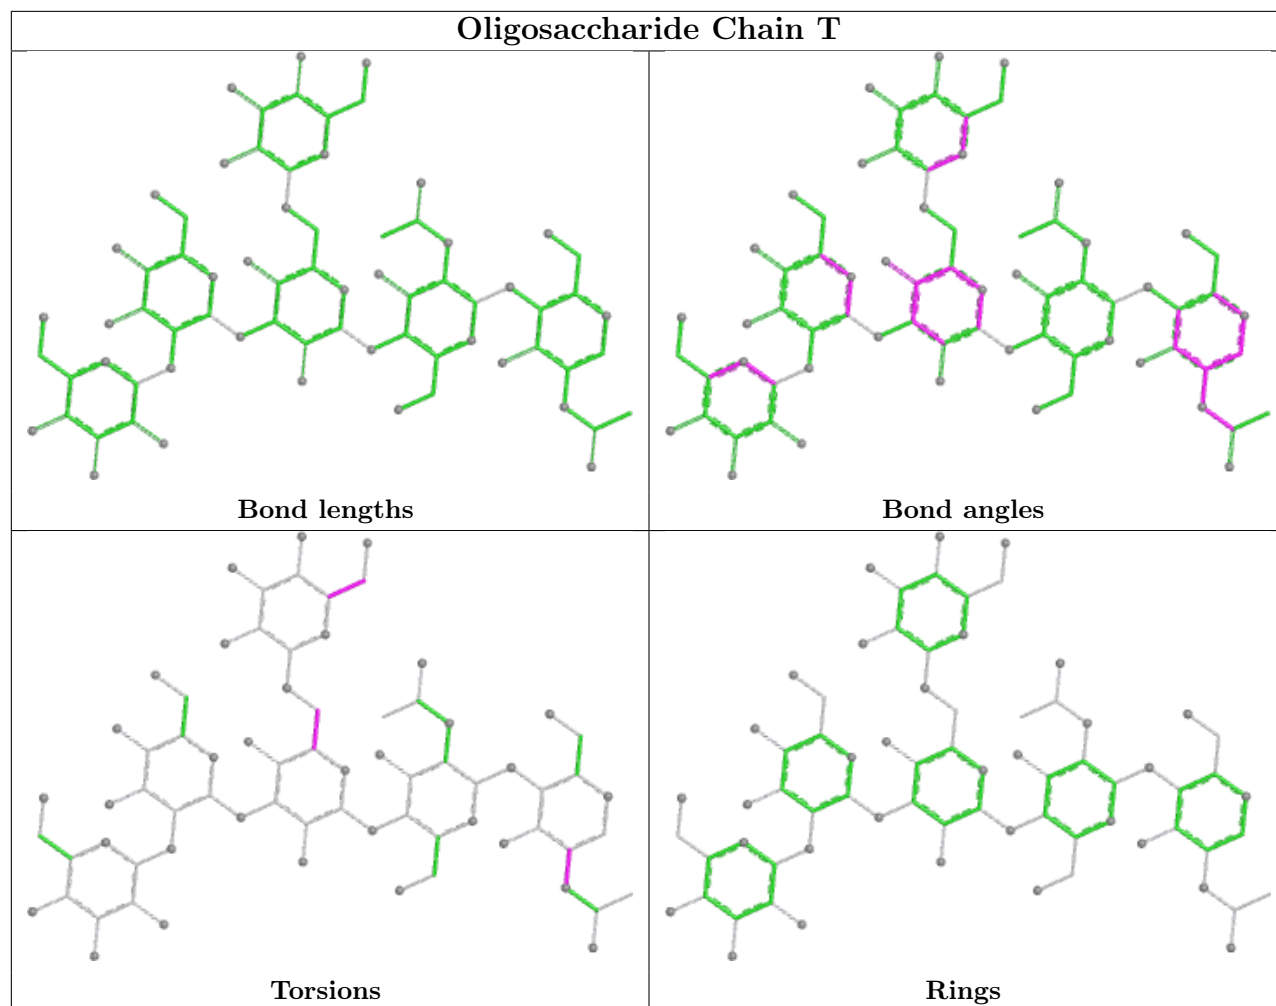 Oligosaccharide Chain T
Bond lengths
Bond angles
Torsions
Rings